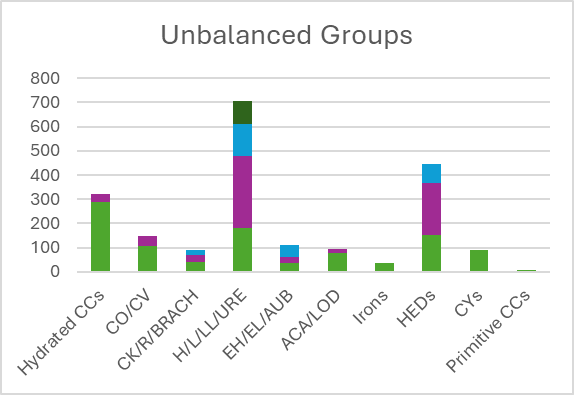 Unbalanced Groups
800
700
600
500
400
300
200
100
0
Hydrated CCs
CO/CV
CK/R/BRACH
H/L/LL/URE
EH/EL/AUB
ACA/LOD
Irons
HEDs
CYs
Primitive CCs